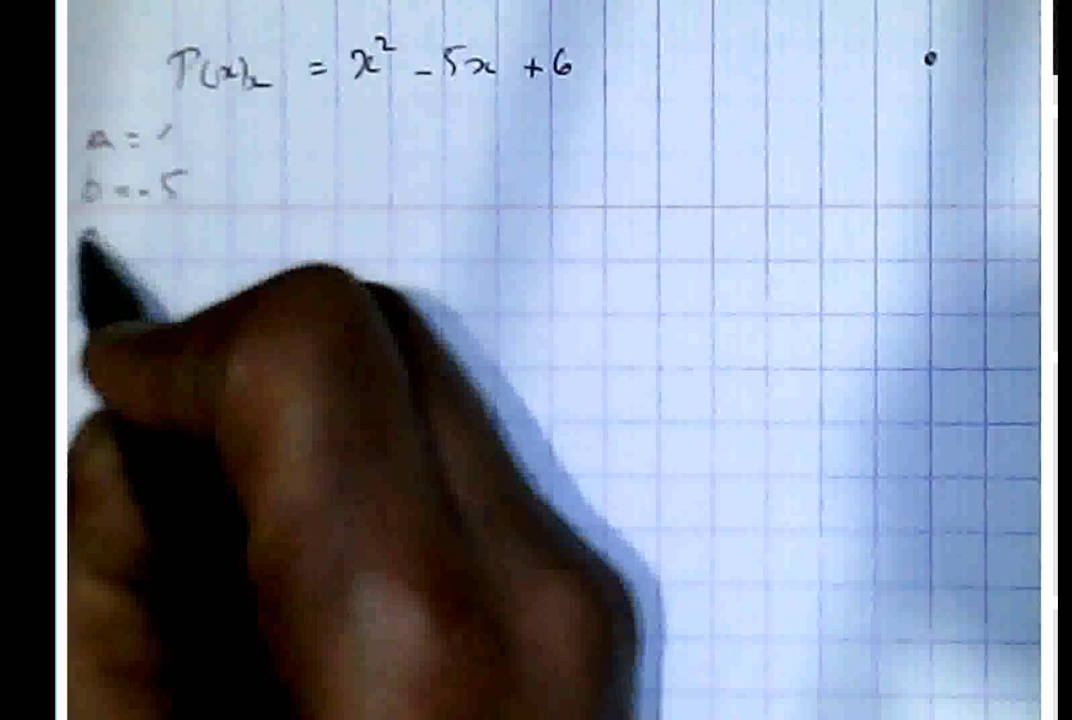 P(x) = x² - 5x + 6
a = 1
b = - 5